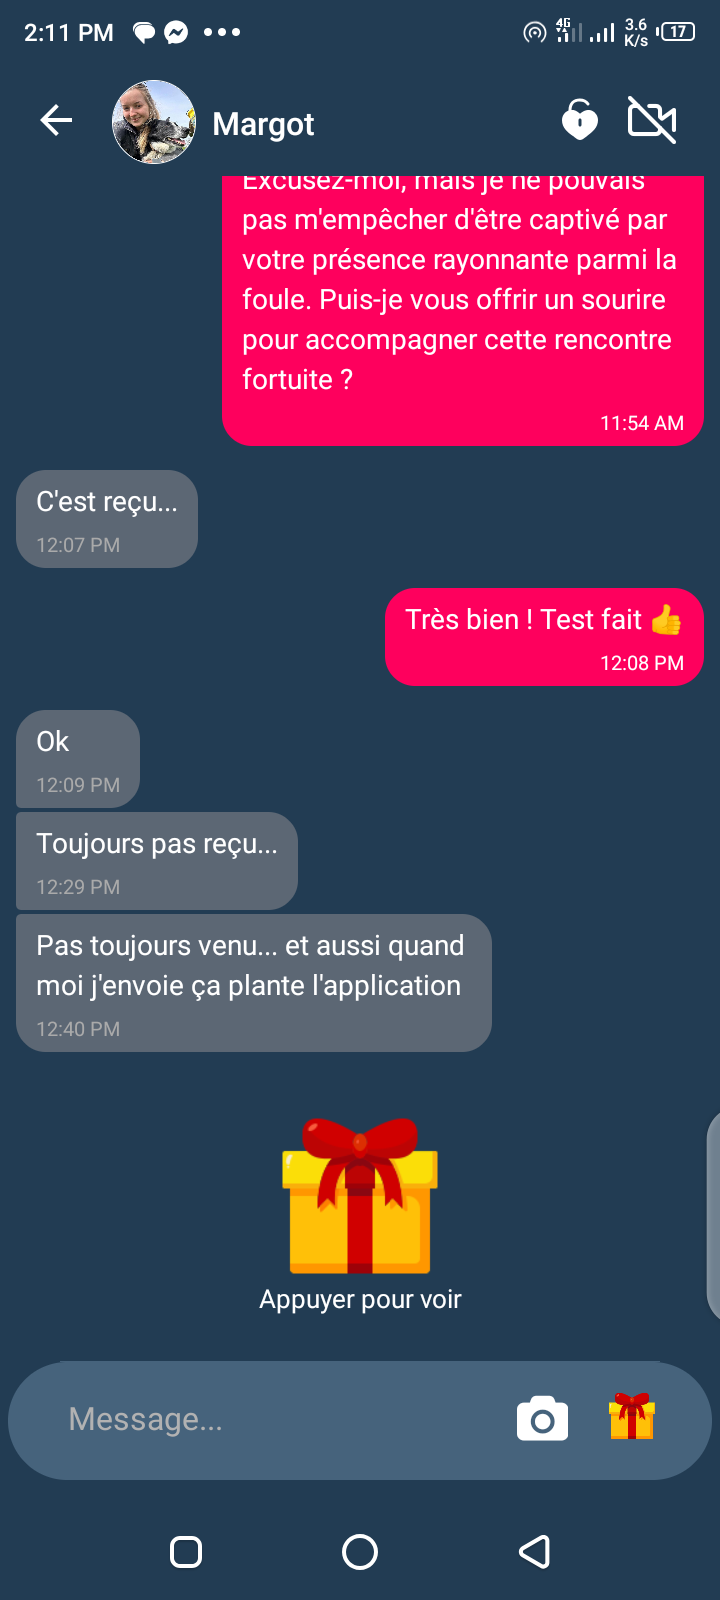 2:11 PM
4G
3.6
K/s
17
Margot
Excusez-moi, mais je ne pouvais
pas m'empêcher d'être captivé par
votre présence rayonnante parmi la
foule. Puis-je vous offrir un sourire
pour accompagner cette rencontre
fortuite ?
11:54 AM
C'est reçu...
12:07 PM
Très bien ! Test fait 👍
12:08 PM
Ok
12:09 PM
Toujours pas reçu...
12:29 PM
Pas toujours venu... et aussi quand
moi j'envoie ça plante l'application
12:40 PM
Appuyer pour voir
Message...